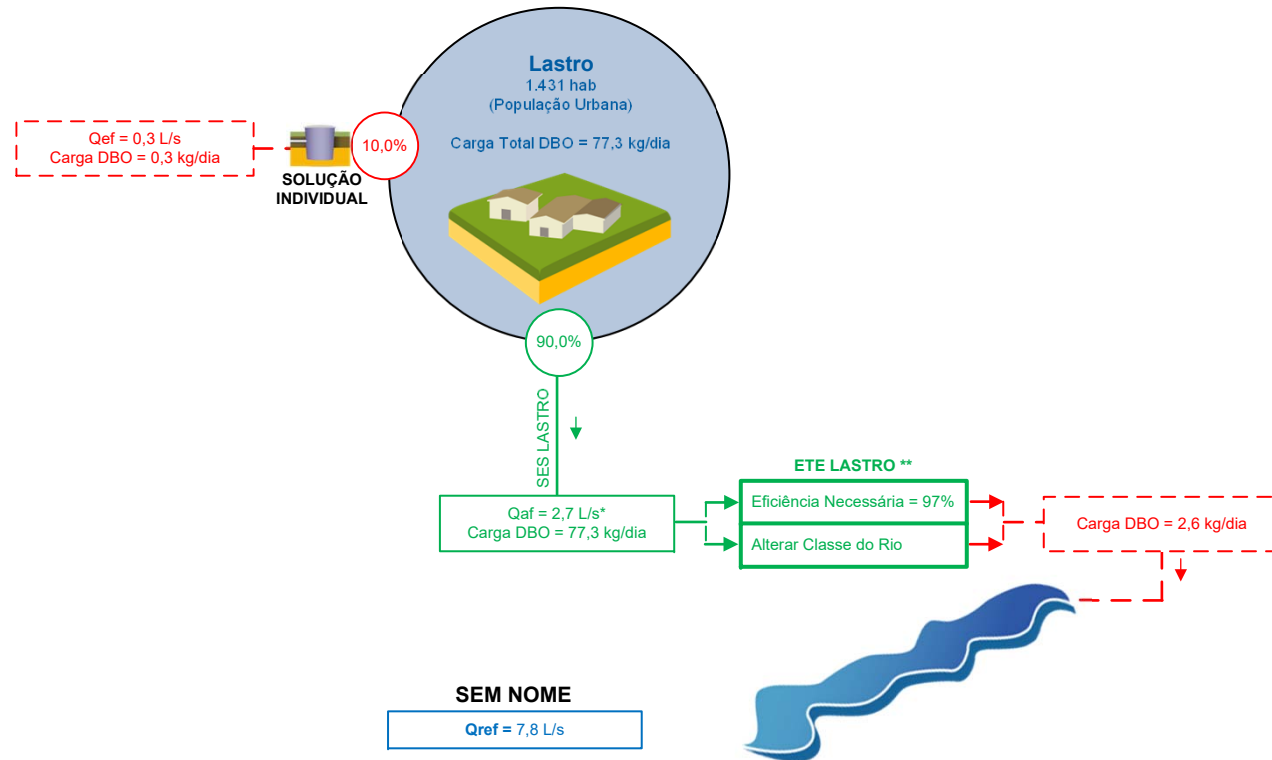 Lastro
1.431 hab
(População Urbana)
Carga Total DBO = 77,3 kg/dia
Qef = 0,3 L/s
Carga DBO = 0,3 kg/dia
10,0%
SOLUÇÃO
INDIVIDUAL
90,0%
SES LASTRO
Qaf = 2,7 L/s*
Carga DBO = 77,3 kg/dia
ETE LASTRO **
Eficiência Necessária = 97%
Alterar Classe do Rio
Carga DBO = 2,6 kg/dia
SEM NOME
Qref = 7,8 L/s